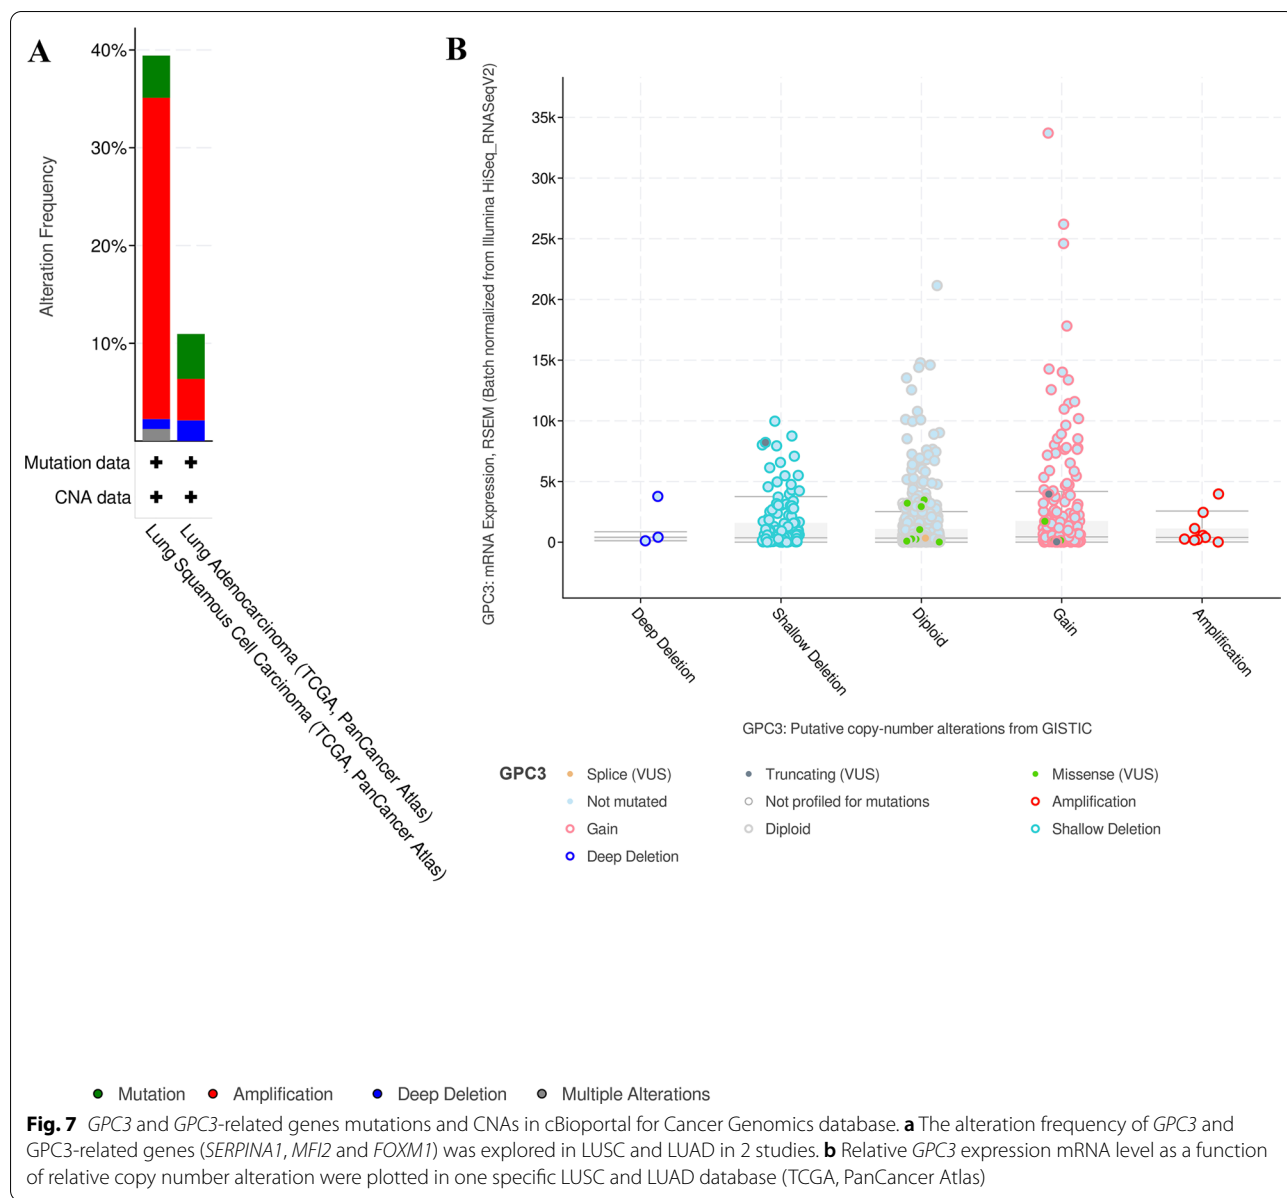 A
40%
30%
20%
10%
Alteration Frequency
Mutation data
CNA data
Lung Squamous Cell Carcinoma (TCGA, PanCancer Atlas)
Lung Adenocarcinoma (TCGA, PanCancer Atlas)
Mutation
Amplification
Deep Deletion
Multiple Alterations
B
GPC3: mRNA Expression, RSEM (Batch normalized from Illumina HiSeq_RNASeqV2)
35k
30k
25k
20k
15k
10k
5k
0
Deep Deletion
Shallow Deletion
Diploid
Gain
Amplification
GPC3: Putative copy-number alterations from GISTIC
GPC3
Splice (VUS)
Truncating (VUS)
Missense (VUS)
Not mutated
Not profiled for mutations
Amplification
Gain
Diploid
Shallow Deletion
Deep Deletion
Fig. 7 GPC3 and GPC3-related genes mutations and CNAs in cBioportal for Cancer Genomics database. a The alteration frequency of GPC3 and
GPC3-related genes (SERPINA1, MFI2 and FOXM1) was explored in LUSC and LUAD in 2 studies. b Relative GPC3 expression mRNA level as a function
of relative copy number alteration were plotted in one specific LUSC and LUAD database (TCGA, PanCancer Atlas)